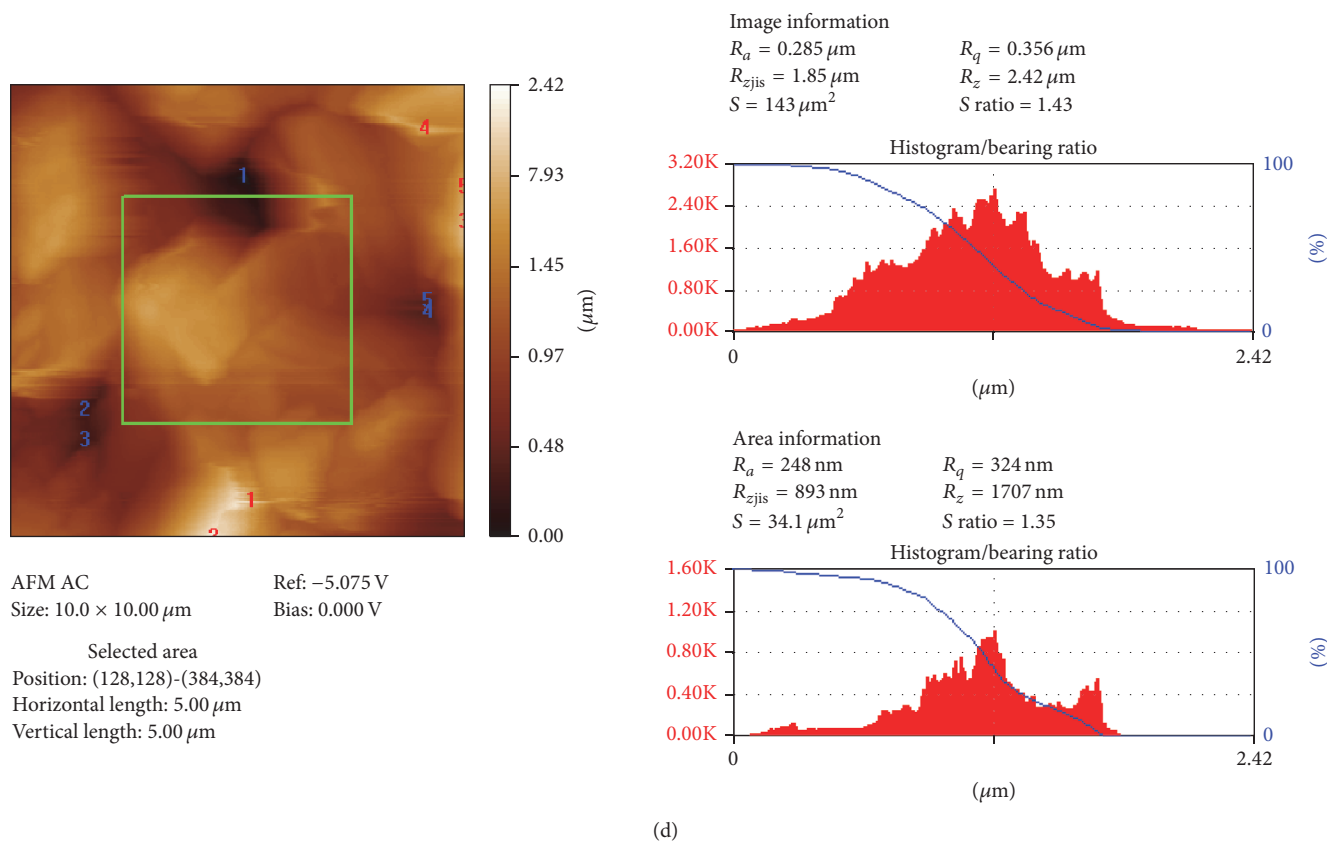 2.42
7.93
1.45
0.97
0.48
0.00
(μm)
1
4
5
3
5
4
2
3
1
2
AFM AC Ref: −5.075 V
Size: 10.0 × 10.00 μm Bias: 0.000 V
Selected area
Position: (128,128)-(384,384)
Horizontal length: 5.00 μm
Vertical length: 5.00 μm
Image information
Ra = 0.285 μm Rq = 0.356 μm
Rzjis = 1.85 μm Rz = 2.42 μm
S = 143 μm² S ratio = 1.43
Histogram/bearing ratio
3.20K 100
2.40K
1.60K (%)
0.80K
0.00K 0
0 2.42
(μm)
Area information
Ra = 248 nm Rq = 324 nm
Rzjis = 893 nm Rz = 1707 nm
S = 34.1 μm² S ratio = 1.35
Histogram/bearing ratio
1.60K 100
1.20K
0.80K (%)
0.40K
0.00K 0
0 2.42
(μm)
(d)